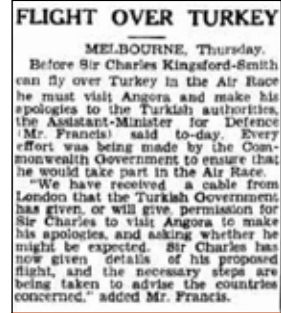 FLIGHT OVER TURKEY
MELBOURNE, Thursday.
Before Sir Charles Kingsford-Smith
can fly over Turkey in the Air Race
he must visit Angora and make his
apologies to the Turkish authorities,
the Assistant-Minister for Defence
(Mr. Francis) said to-day. Every
effort was being made by the Com-
monwealth Government to ensure that
he would take part in the Air Race.
"We have received a cable from
London that the Turkish Government
has given, or will give, permission for
Sir Charles to visit Angora to make
his apologies, and asking whether he
might be expected. Sir Charles has
now given details of his proposed
flight, and the necessary steps are
being taken to advise the countries
concerned," added Mr. Francis.